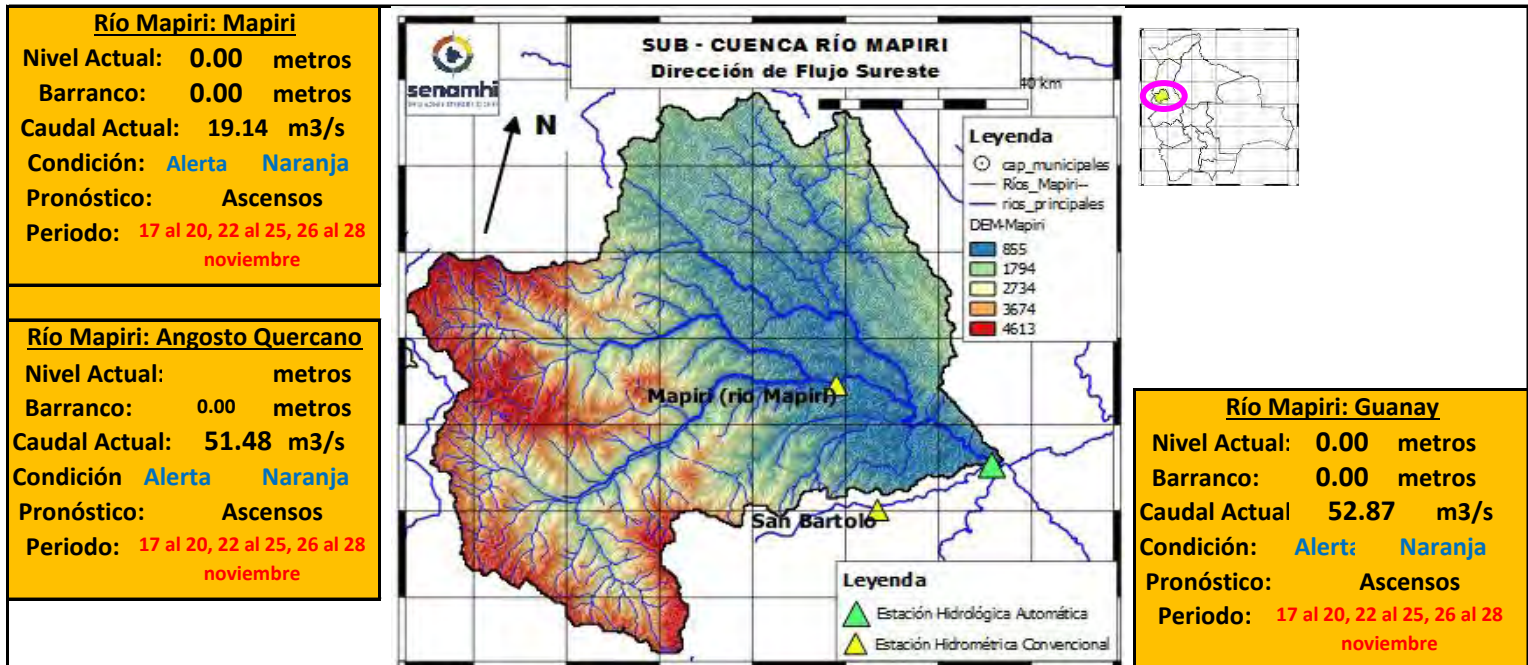 Río Mapiri: Mapiri
Nivel Actual: 0.00 metros
Barranco: 0.00 metros
Caudal Actual: 19.14 m3/s
Condición: Alerta Naranja
Pronóstico: Ascensos
Periodo: 17 al 20, 22 al 25, 26 al 28
noviembre
Río Mapiri: Angosto Quercano
Nivel Actual: metros
Barranco: 0.00 metros
Caudal Actual: 51.48 m3/s
Condición Alerta Naranja
Pronóstico: Ascensos
Periodo: 17 al 20, 22 al 25, 26 al 28
noviembre
senamhi
SUB - CUENCA RÍO MAPIRI
Dirección de Flujo Sureste
40 km
N
Leyenda
cap_municipales
Ríos_Mapiri--
rios_principales
DEM-Mapiri
855
1794
2734
3674
4613
Mapiri (rio Mapiri)
San Bartolo
Leyenda
Estación Hidrológica Automática
Estación Hidrométrica Convencional
Río Mapiri: Guanay
Nivel Actual: 0.00 metros
Barranco: 0.00 metros
Caudal Actual 52.87 m3/s
Condición: Alerta Naranja
Pronóstico: Ascensos
Periodo: 17 al 20, 22 al 25, 26 al 28
noviembre